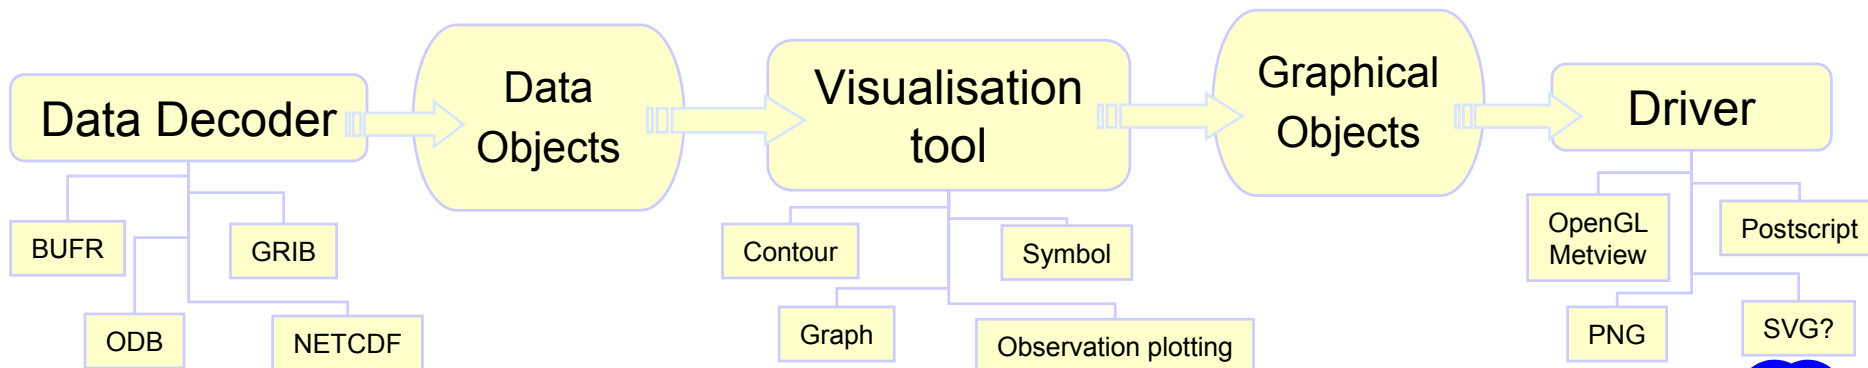 Data Decoder
Data
Objects
Visualisation
tool
Graphical
Objects
Driver
BUFR
GRIB
ODB
NETCDF
Contour
Symbol
Graph
Observation plotting
OpenGL
Metview
Postscript
PNG
SVG?